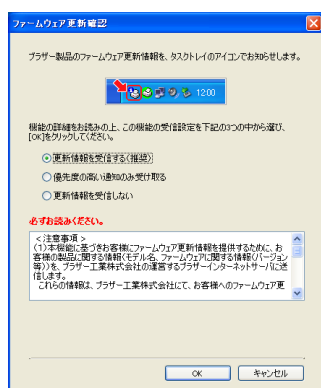 ファームウェア更新確認
ブラザー製品のファームウェア更新情報を、タスクトレイのアイコンでお知らせします。
12:00
機能の詳細をお読みの上、この機能の受信設定を下記の3つの中から選び、
[OK]をクリックしてください。
更新情報を受信する(推奨)
優先度の高い通知のみ受け取る
更新情報を受信しない
必ずお読みください。
<注意事項>
(1)本機能に基づきお客様にファームウェア更新情報を提供するために、お
客様の製品に関する情報(モデル名、ファームウェアに関する情報(バージョン
等))を、ブラザー工業株式会社の運営するブラザーインターネットサーバに送
信します。
これらの情報は、ブラザー工業株式会社にて、お客様へのファームウェア更
OK
キャンセル